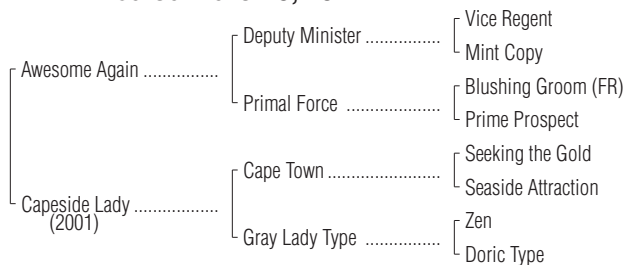 Vice Regent
Deputy Minister ................
Mint Copy
Awesome Again ................
Blushing Groom (FR)
Primal Force ....................
Prime Prospect
Seeking the Gold
Cape Town ........................
Seaside Attraction
Capeside Lady ..................
(2001)
Zen
Gray Lady Type ................
Doric Type